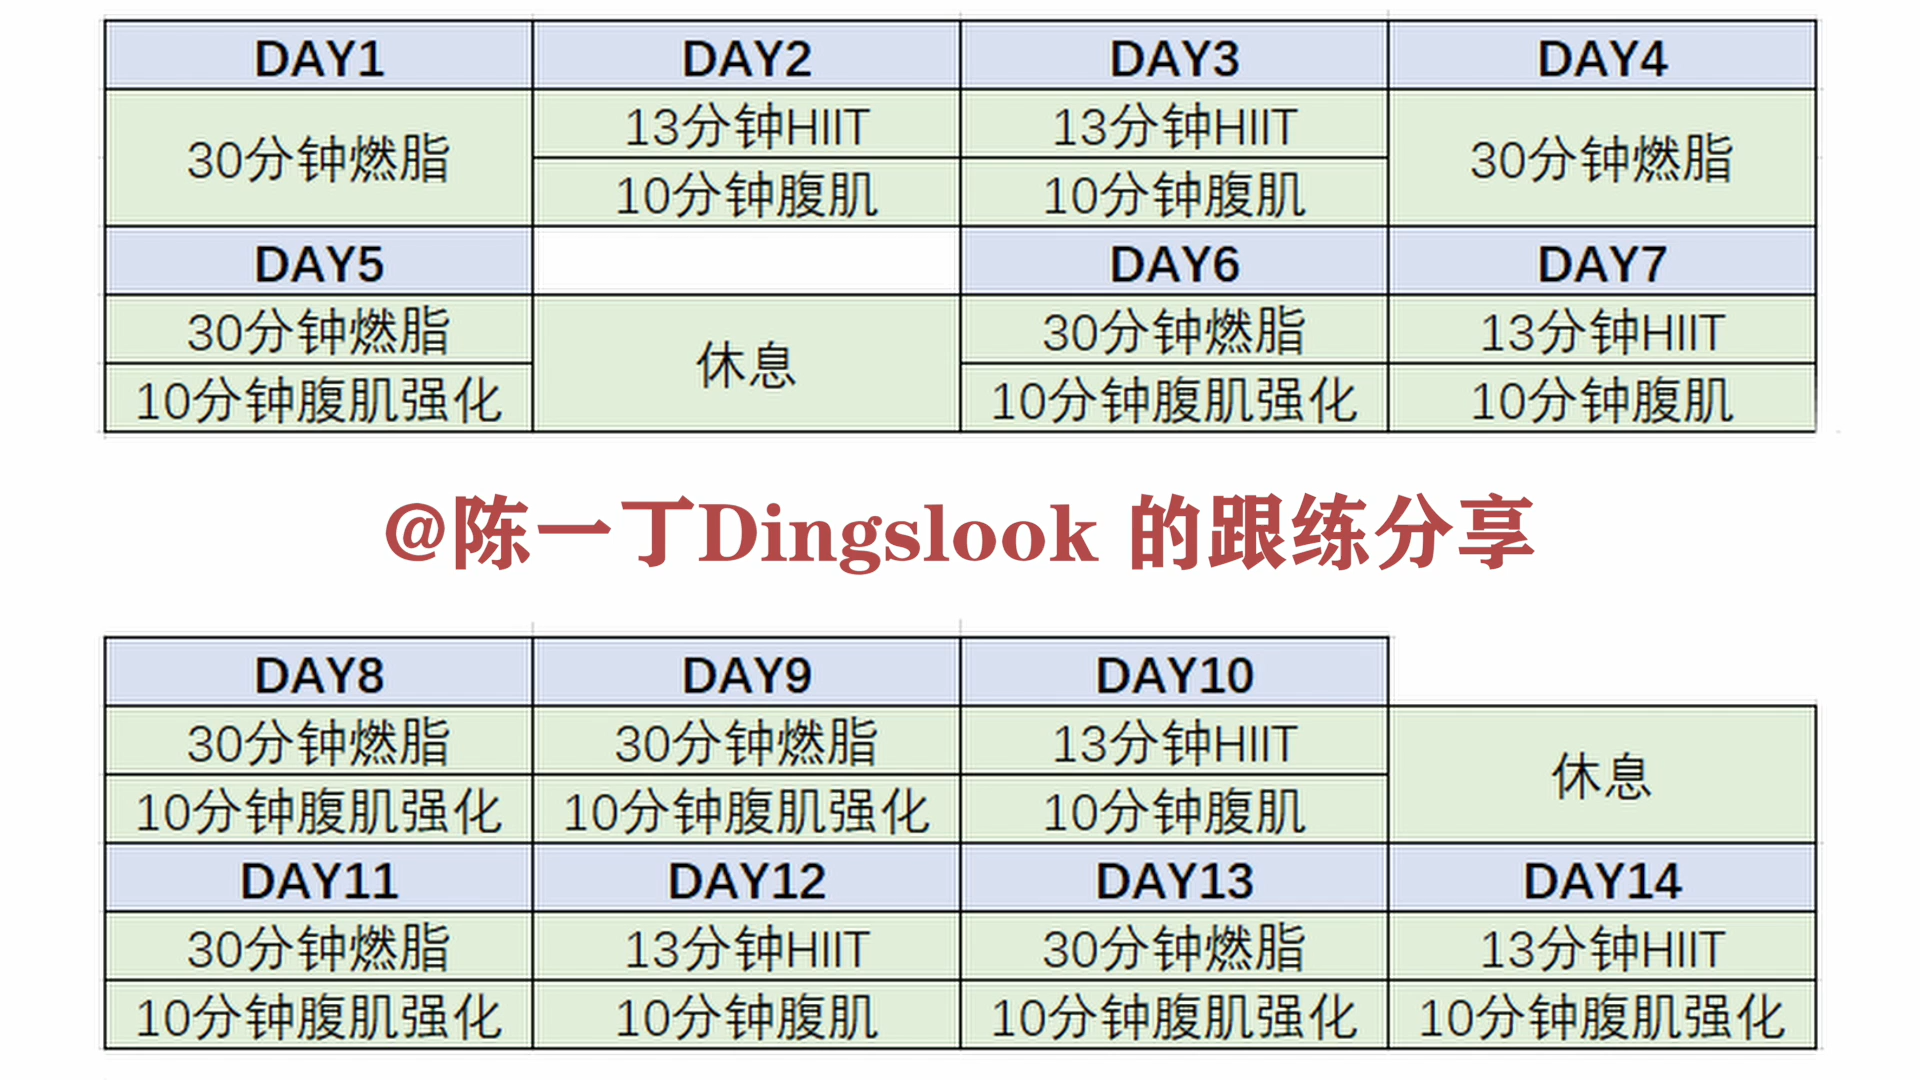 DAY1 DAY2 DAY3 DAY4
30分钟燃脂 13分钟HIIT 13分钟HIIT 30分钟燃脂
10分钟腹肌 10分钟腹肌
DAY5 DAY6 DAY7
30分钟燃脂 休息 30分钟燃脂 13分钟HIIT
10分钟腹肌强化 10分钟腹肌强化 10分钟腹肌
@陈一丁Dingslook 的跟练分享
DAY8 DAY9 DAY10
30分钟燃脂 30分钟燃脂 13分钟HIIT 休息
10分钟腹肌强化 10分钟腹肌强化 10分钟腹肌
DAY11 DAY12 DAY13 DAY14
30分钟燃脂 13分钟HIIT 30分钟燃脂 13分钟HIIT
10分钟腹肌强化 10分钟腹肌 10分钟腹肌强化 10分钟腹肌强化